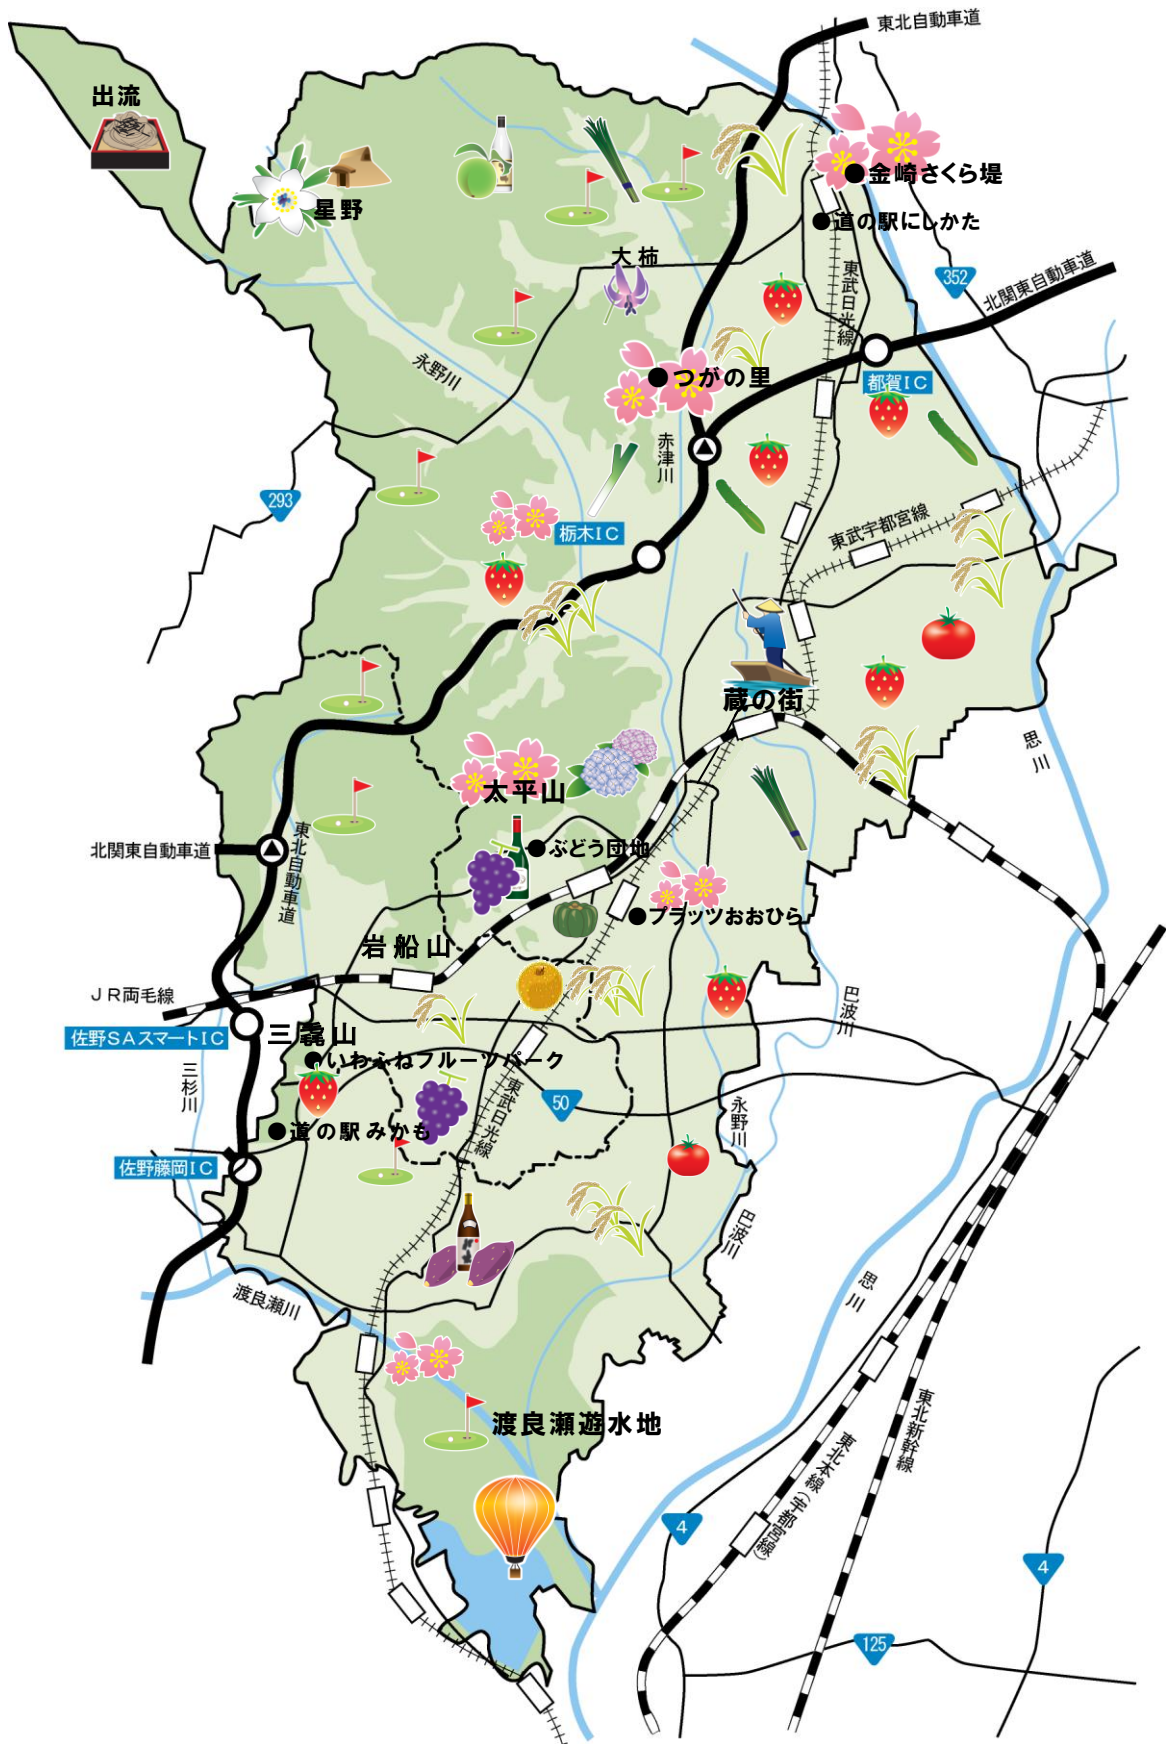 東北自動車道
出流
金崎さくら堤
星野
道の駅にしかた
大柿
東武日光線
352
北関東自動車道
永野川
つがの里
都賀IC
赤津川
293
栃木IC
東武宇都宮線
蔵の街
思川
太平山
北関東自動車道
東北自動車道
ぶどう団地
プラッツおおひら
岩船山
JR両毛線
巴波川
佐野SAスマートIC
三毳山
いわふねフルーツパーク
三杉川
東武日光線
50
永野川
道の駅みかも
佐野藤岡IC
巴波川
思川
渡良瀬川
渡良瀬遊水地
東北新幹線
東北本線(宇都宮線)
4
4
125